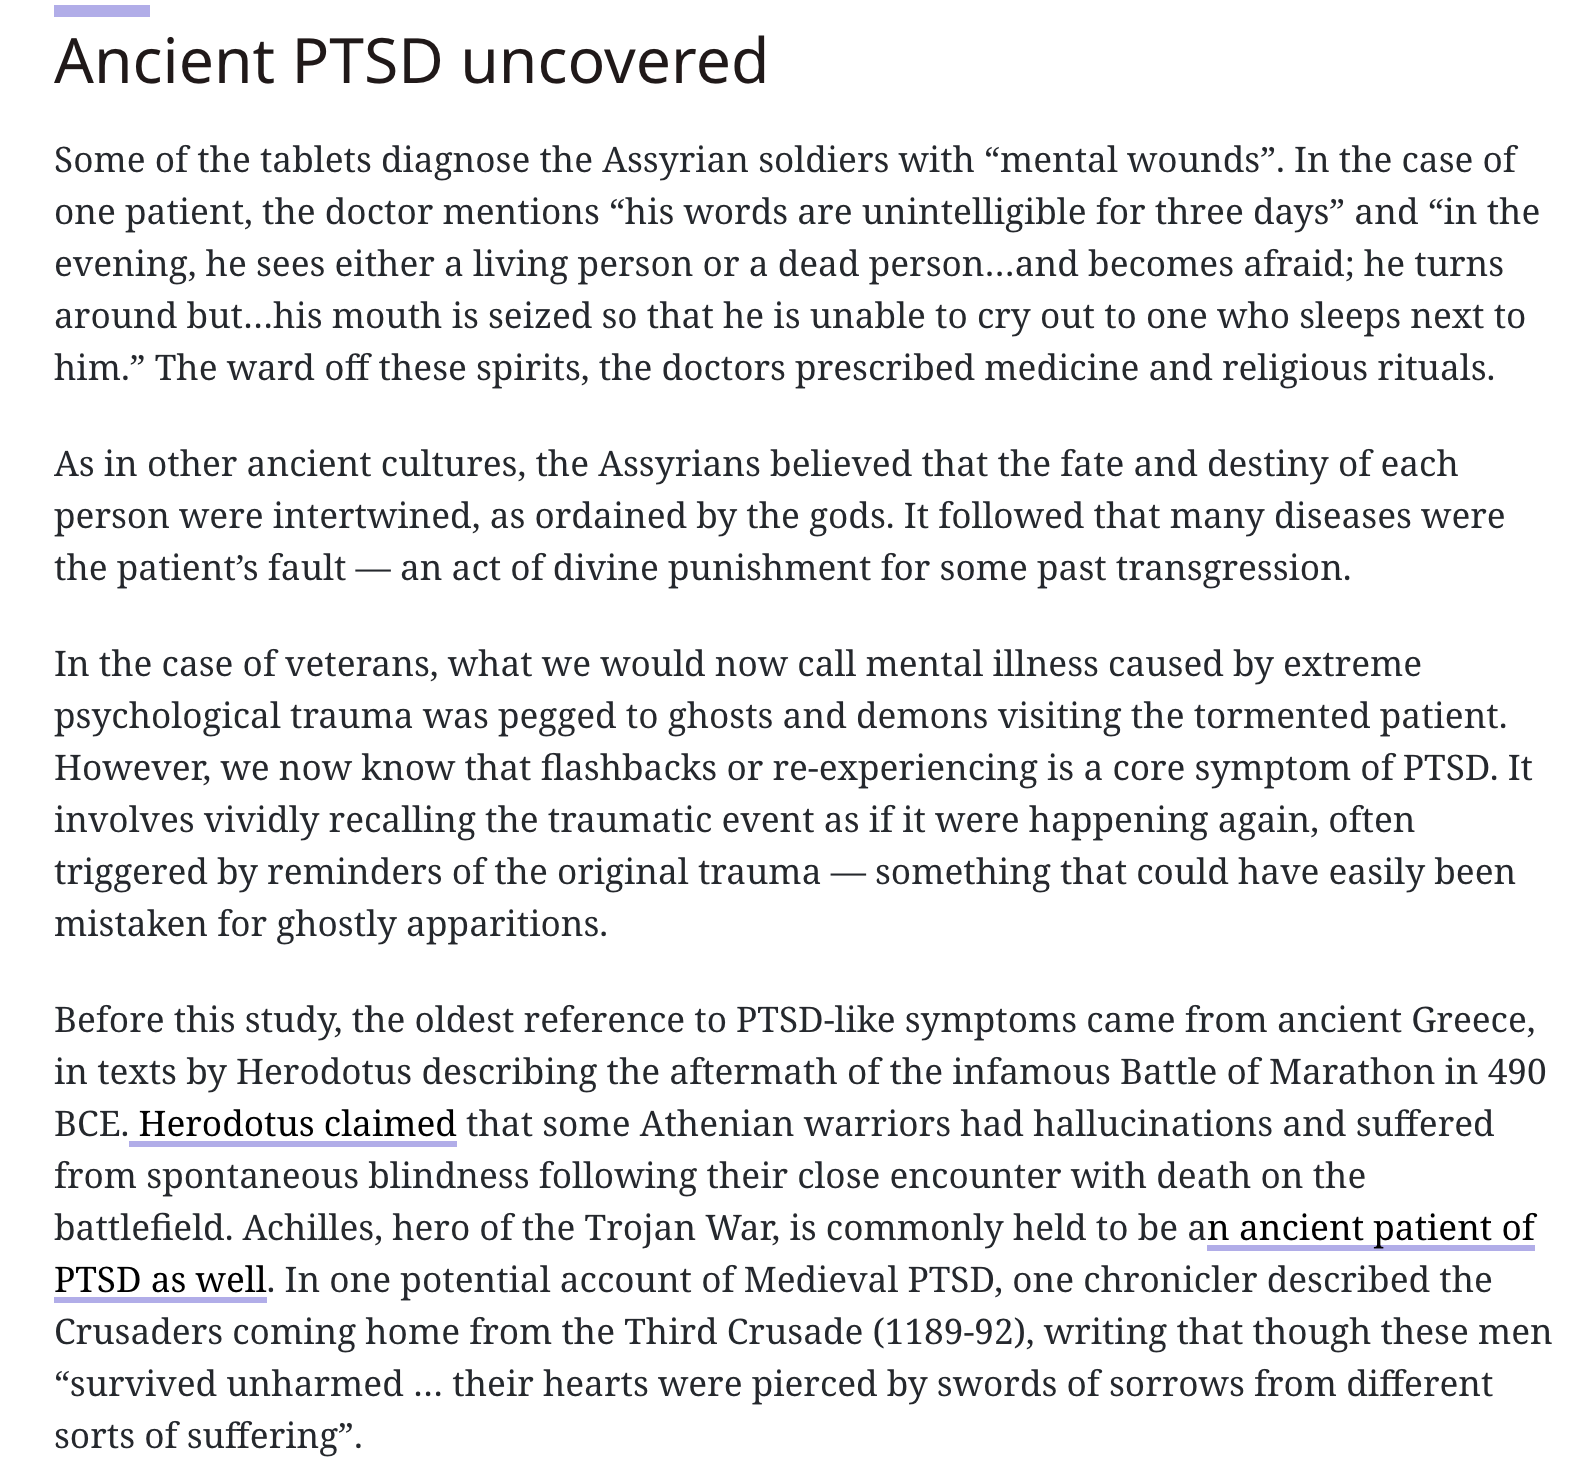 Ancient PTSD uncovered
Some of the tablets diagnose the Assyrian soldiers with “mental wounds”. In the case of
one patient, the doctor mentions “his words are unintelligible for three days” and “in the
evening, he sees either a living person or a dead person…and becomes afraid; he turns
around but…his mouth is seized so that he is unable to cry out to one who sleeps next to
him.” The ward off these spirits, the doctors prescribed medicine and religious rituals.
As in other ancient cultures, the Assyrians believed that the fate and destiny of each
person were intertwined, as ordained by the gods. It followed that many diseases were
the patient’s fault — an act of divine punishment for some past transgression.
In the case of veterans, what we would now call mental illness caused by extreme
psychological trauma was pegged to ghosts and demons visiting the tormented patient.
However, we now know that flashbacks or re-experiencing is a core symptom of PTSD. It
involves vividly recalling the traumatic event as if it were happening again, often
triggered by reminders of the original trauma — something that could have easily been
mistaken for ghostly apparitions.
Before this study, the oldest reference to PTSD-like symptoms came from ancient Greece,
in texts by Herodotus describing the aftermath of the infamous Battle of Marathon in 490
BCE. Herodotus claimed that some Athenian warriors had hallucinations and suffered
from spontaneous blindness following their close encounter with death on the
battlefield. Achilles, hero of the Trojan War, is commonly held to be an ancient patient of
PTSD as well. In one potential account of Medieval PTSD, one chronicler described the
Crusaders coming home from the Third Crusade (1189-92), writing that though these men
“survived unharmed … their hearts were pierced by swords of sorrows from different
sorts of suffering”.